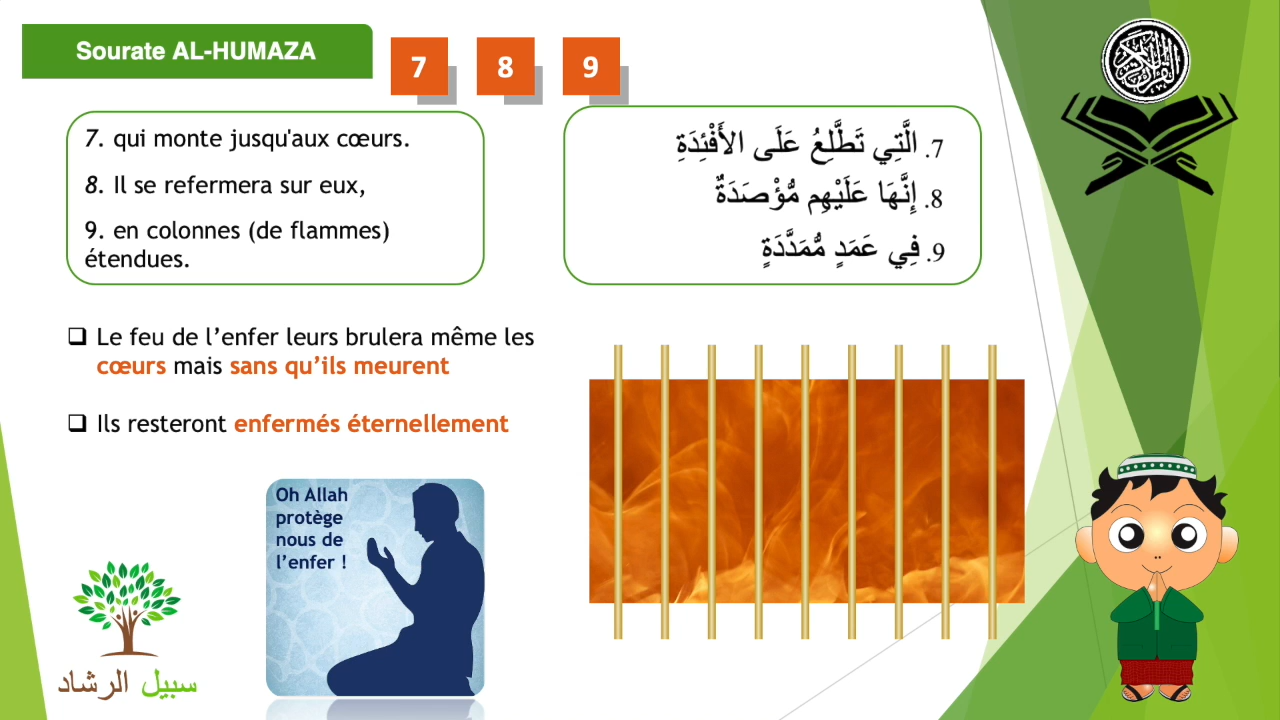 Sourate AL-HUMAZA
7 8 9
7. qui monte jusqu'aux cœurs.
8. Il se refermera sur eux,
9. en colonnes (de flammes)
étendues.
7. الَّتِي تَطَّلِعُ عَلَى الأَفْئِدَةِ
8. إِنَّهَا عَلَيْهِم مُّؤْصَدَةٌ
9. فِي عَمَدٍ مُّمَدَّدَةٍ
Le feu de l’enfer leurs brulera même les
cœurs mais sans qu’ils meurent
Ils resteront enfermés éternellement
Oh Allah
protège
nous de
l’enfer !
سبيل الرشاد
القرآن الكريم